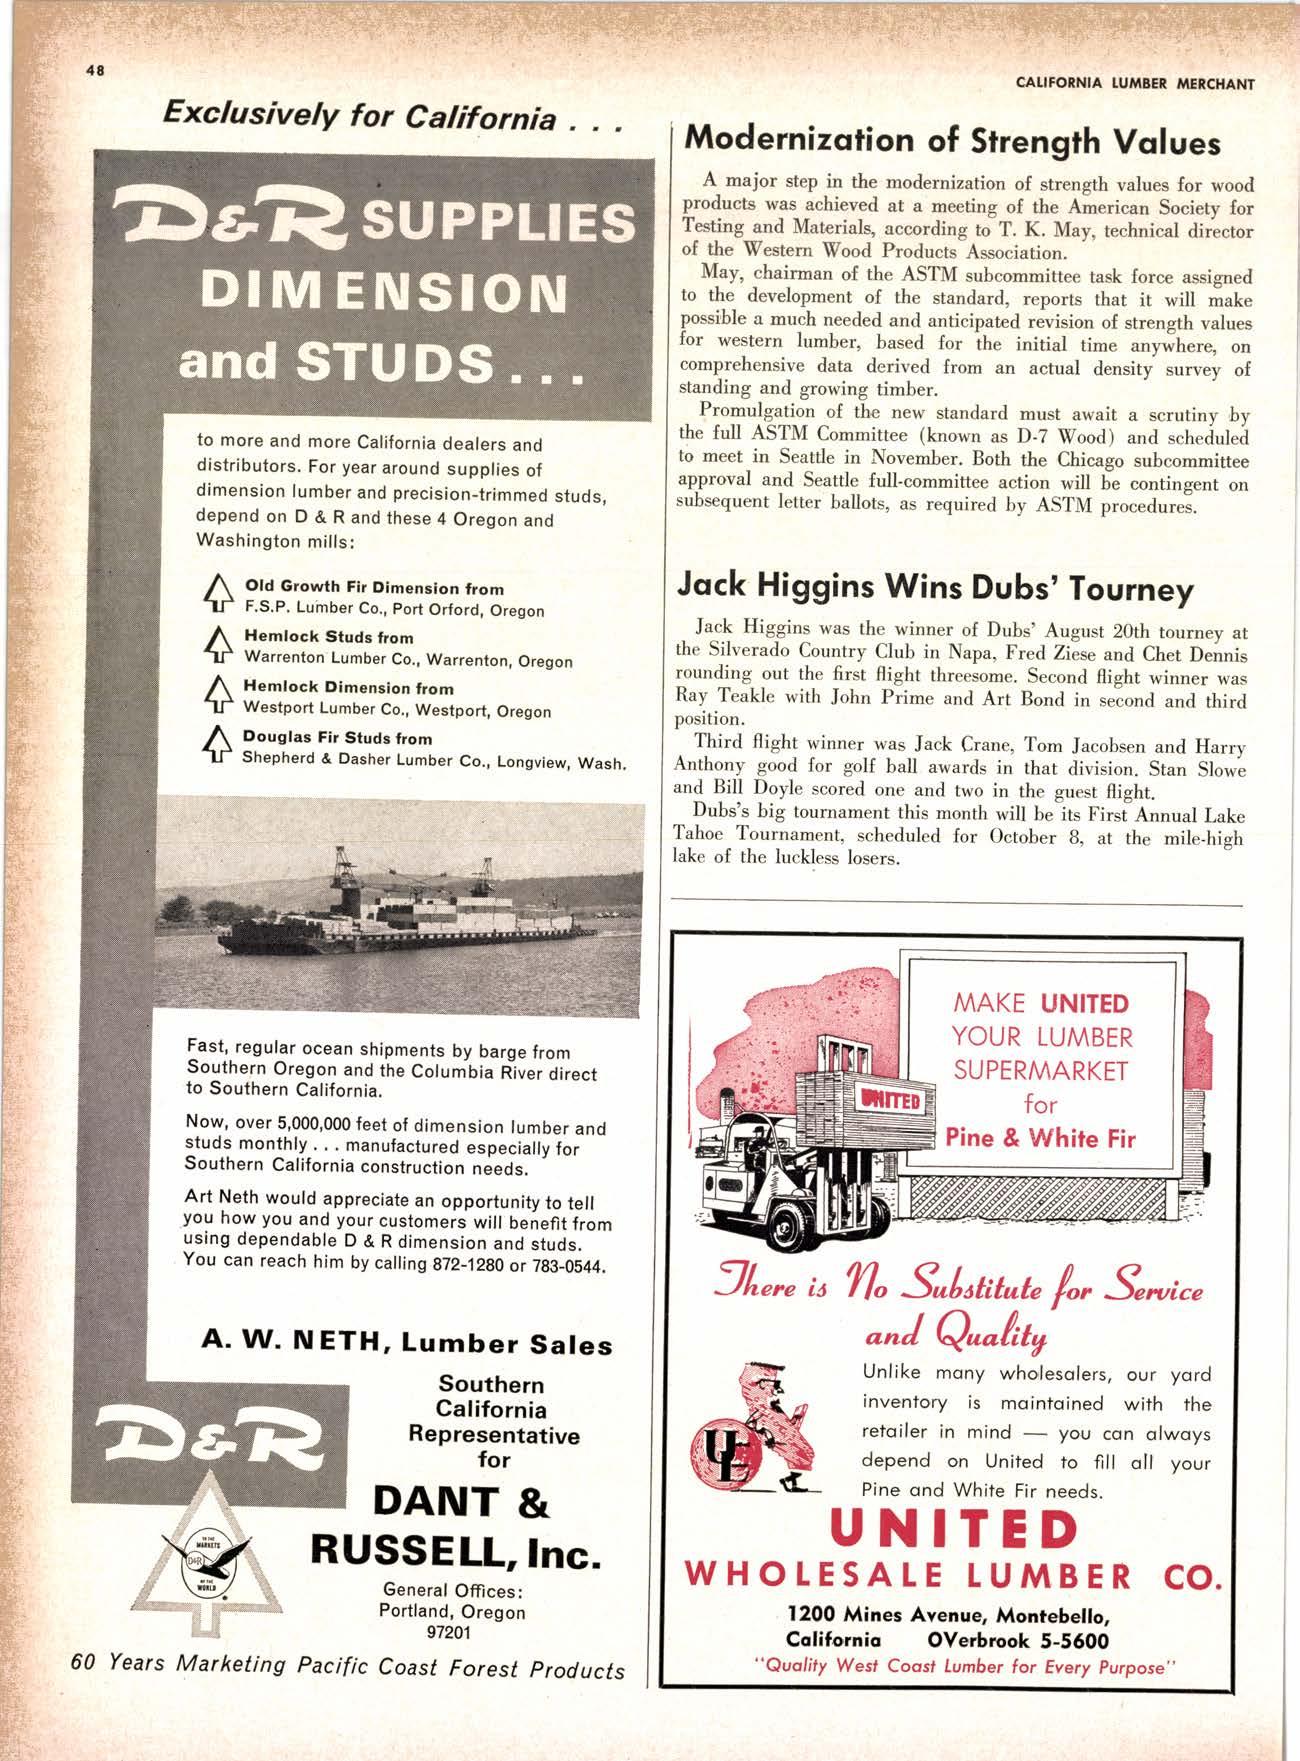 48
CALIFORNIA LUMBER MERCHANT
Exclusively for California . . .
D&R SUPPLIES
DIMENSION
and STUDS . . .
to more and more California dealers and
distributors. For year around supplies of
dimension lumber and precision-trimmed studs,
depend on D & R and these 4 Oregon and
Washington mills:
Old Growth Fir Dimension from
F.S.P. Lumber Co., Port Orford, Oregon
Hemlock Studs from
Warrenton Lumber Co., Warrenton, Oregon
Hemlock Dimension from
Westport Lumber Co., Westport, Oregon
Douglas Fir Studs from
Shepherd & Dasher Lumber Co., Longview, Wash.
Fast, regular ocean shipments by barge from
Southern Oregon and the Columbia River direct
to Southern California.
Now, over 5,000,000 feet of dimension lumber and
studs monthly . . . manufactured especially for
Southern California construction needs.
Art Neth would appreciate an opportunity to tell
you how you and your customers will benefit from
using dependable D & R dimension and studs.
You can reach him by calling 872-1280 or 783-0544.
A. W. NETH, Lumber Sales
Southern
California
Representative
for
DANT &
RUSSELL, Inc.
General Offices:
Portland, Oregon
97201
D&R
TO THE
MARKETS
D&R
OF THE
WORLD
60 Years Marketing Pacific Coast Forest Products
Modernization of Strength Values
A major step in the modernization of strength values for wood
products was achieved at a meeting of the American Society for
Testing and Materials, according to T. K. May, technical director
of the Western Wood Products Association.
May, chairman of the ASTM subcommittee task force assigned
to the development of the standard, reports that it will make
possible a much needed and anticipated revision of strength values
for western lumber, based for the initial time anywhere, on
comprehensive data derived from an actual density survey of
standing and growing timber.
Promulgation of the new standard must await a scrutiny by
the full ASTM Committee (known as D-7 Wood) and scheduled
to meet in Seattle in November. Both the Chicago subcommittee
approval and Seattle full-committee action will be contingent on
subsequent letter ballots, as required by ASTM procedures.
Jack Higgins Wins Dubs' Tourney
Jack Higgins was the winner of Dubs' August 20th tourney at
the Silverado Country Club in Napa, Fred Ziese and Chet Dennis
rounding out the first flight threesome. Second flight winner was
Ray Teakle with John Prime and Art Bond in second and third
position.
Third flight winner was Jack Crane, Tom Jacobsen and Harry
Anthony good for golf ball awards in that division. Stan Slowe
and Bill Doyle scored one and two in the guest flight.
Dubs's big tournament this month will be its First Annual Lake
Tahoe Tournament, scheduled for October 8, at the mile-high
lake of the luckless losers.
MAKE UNITED
YOUR LUMBER
SUPERMARKET
for
Pine & White Fir
UNITED
There is No Substitute for Service
and Quality
Unlike many wholesalers, our yard
inventory is maintained with the
retailer in mind — you can always
depend on United to fill all your
Pine and White Fir needs.
UNITED
WHOLESALE LUMBER CO.
1200 Mines Avenue, Montebello,
California OVerbrook 5-5600
"Quality West Coast Lumber for Every Purpose"